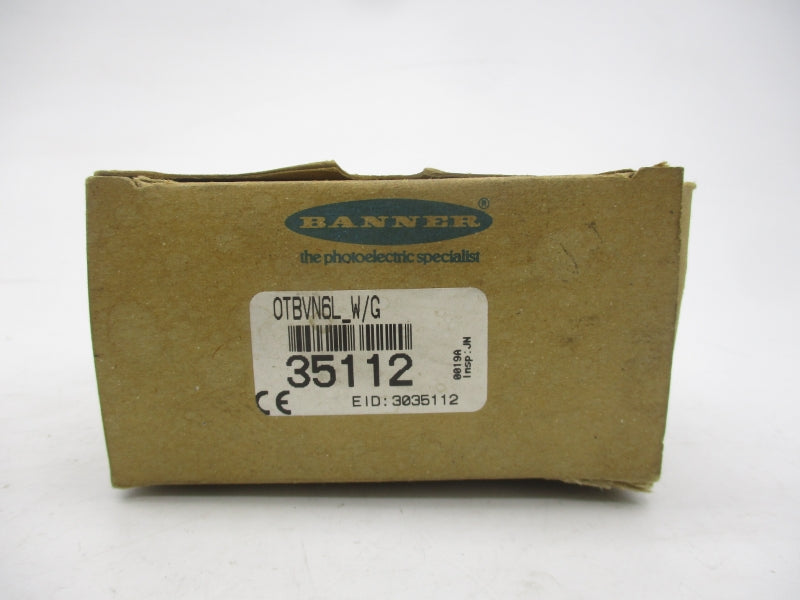 BANNER®
the photoelectric specialist
OTBVN6L_W/G
35112
0019A
Insp:JN
CE
EID:3035112